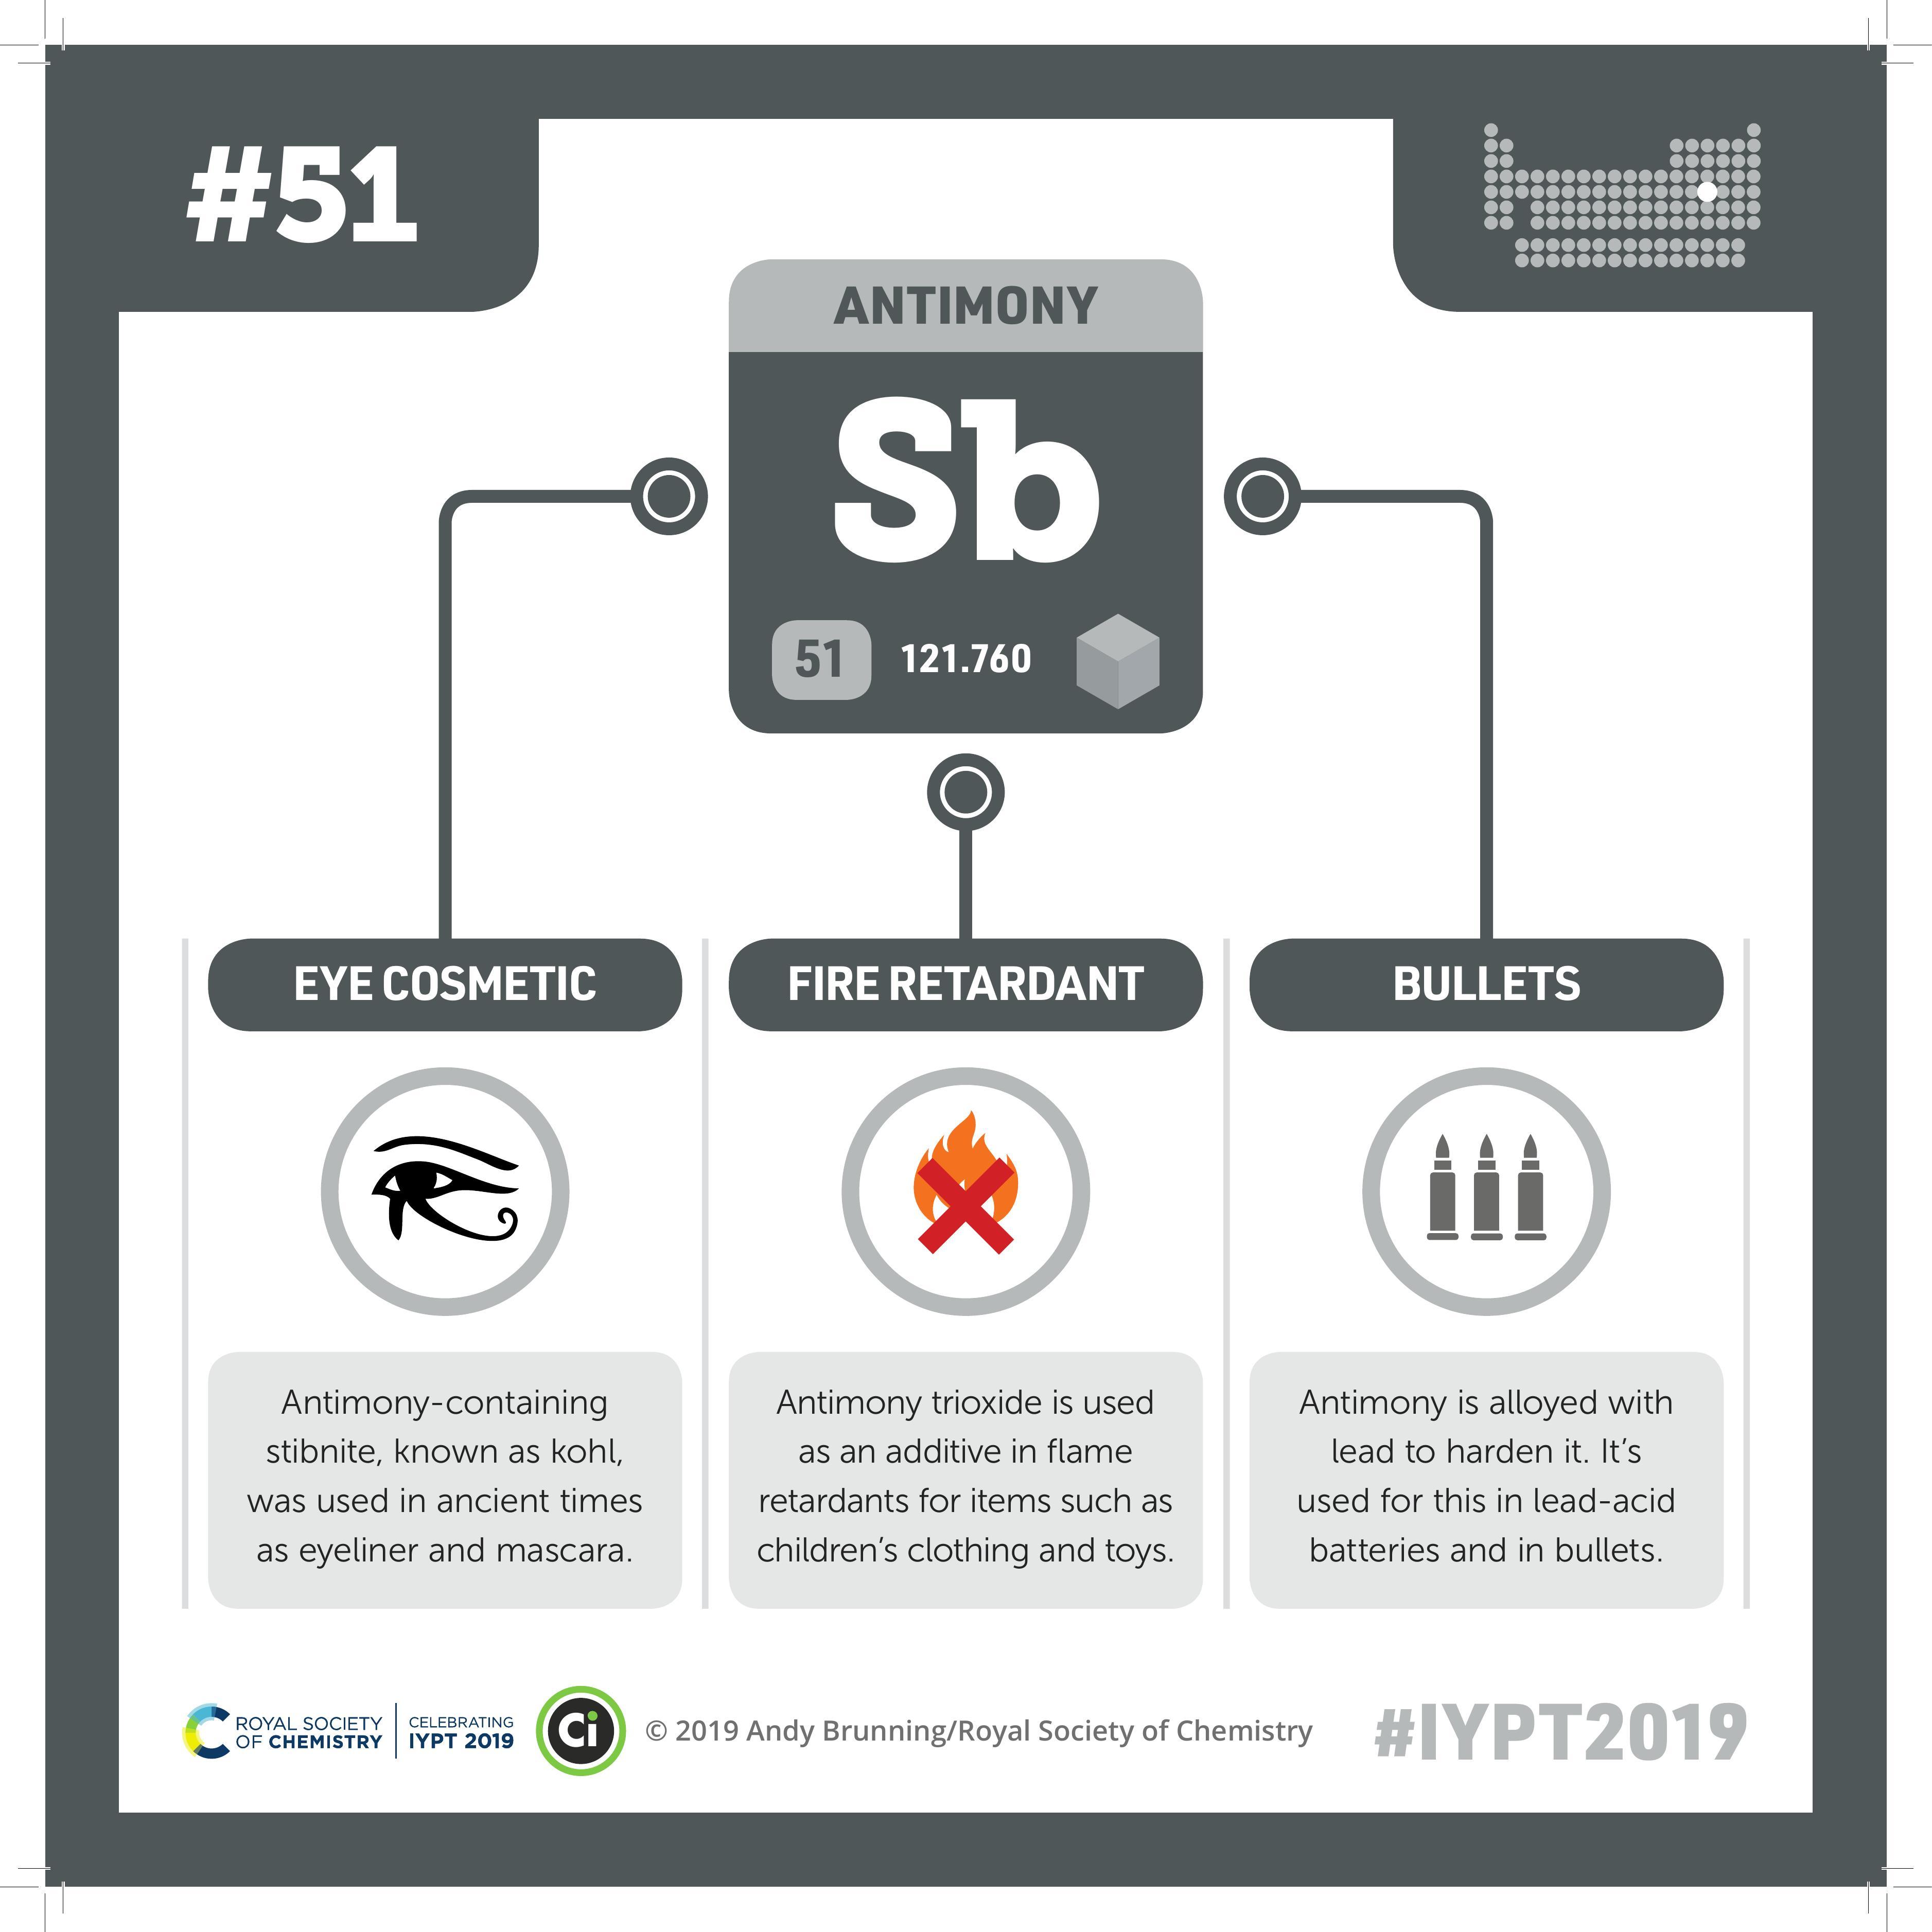 #51
ANTIMONY
Sb
51
121.760
EYE COSMETIC
Antimony-containing
stibnite, known as kohl,
was used in ancient times
as eyeliner and mascara.
FIRE RETARDANT
Antimony trioxide is used
as an additive in flame
retardants for items such as
children’s clothing and toys.
BULLETS
Antimony is alloyed with
lead to harden it. It’s
used for this in lead-acid
batteries and in bullets.
ROYAL SOCIETY
OF CHEMISTRY
CELEBRATING
IYPT 2019
Ci
© 2019 Andy Brunning/Royal Society of Chemistry
#IYPT2019